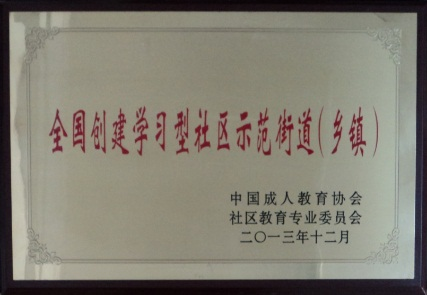 全国创建学习型社区示范街道(乡镇)
中国成人教育协会
社区教育专业委员会
二〇一三年十二月